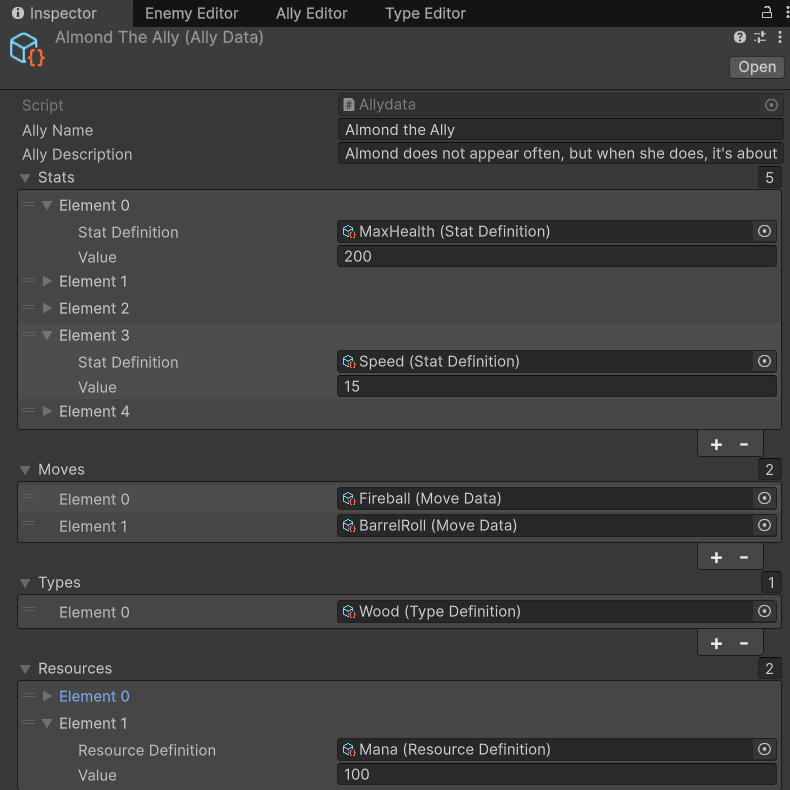 Inspector Enemy Editor Ally Editor Type Editor
Almond The Ally (Ally Data)
Open
Script Allydata
Ally Name Almond the Ally
Ally Description Almond does not appear often, but when she does, it's about
Stats 5
Element 0
Stat Definition MaxHealth (Stat Definition)
Value 200
Element 1
Element 2
Element 3
Stat Definition Speed (Stat Definition)
Value 15
Element 4
+ -
Moves 2
Element 0 Fireball (Move Data)
Element 1 BarrelRoll (Move Data)
+ -
Types 1
Element 0 Wood (Type Definition)
+ -
Resources 2
Element 0
Element 1
Resource Definition Mana (Resource Definition)
Value 100